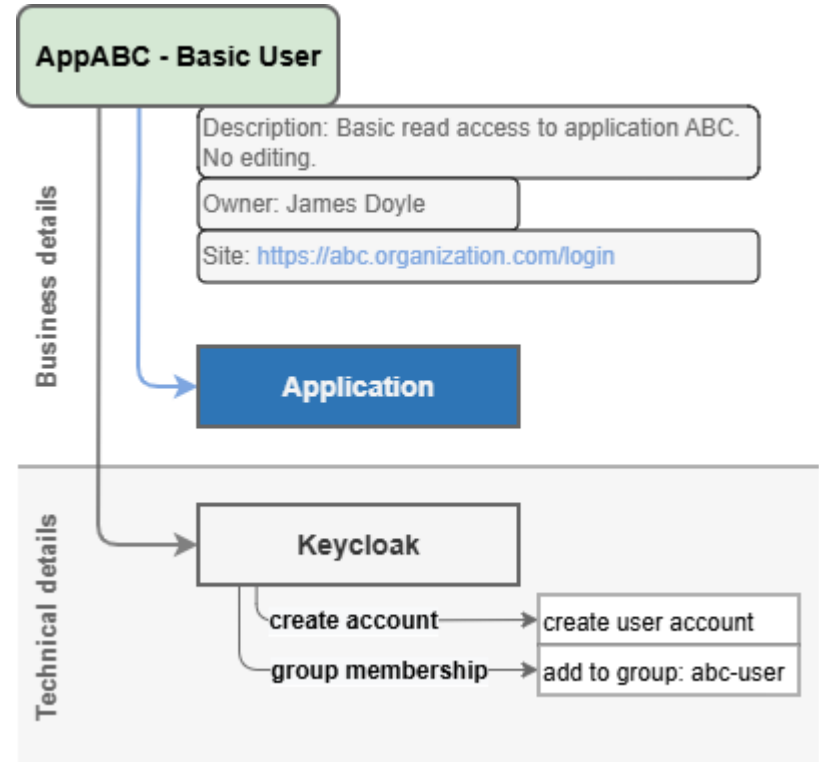 AppABC - Basic User
Description: Basic read access to application ABC.
No editing.
Owner: James Doyle
Site: https://abc.organization.com/login
Business details
Application
Technical details
Keycloak
create account
create user account
group membership
add to group: abc-user